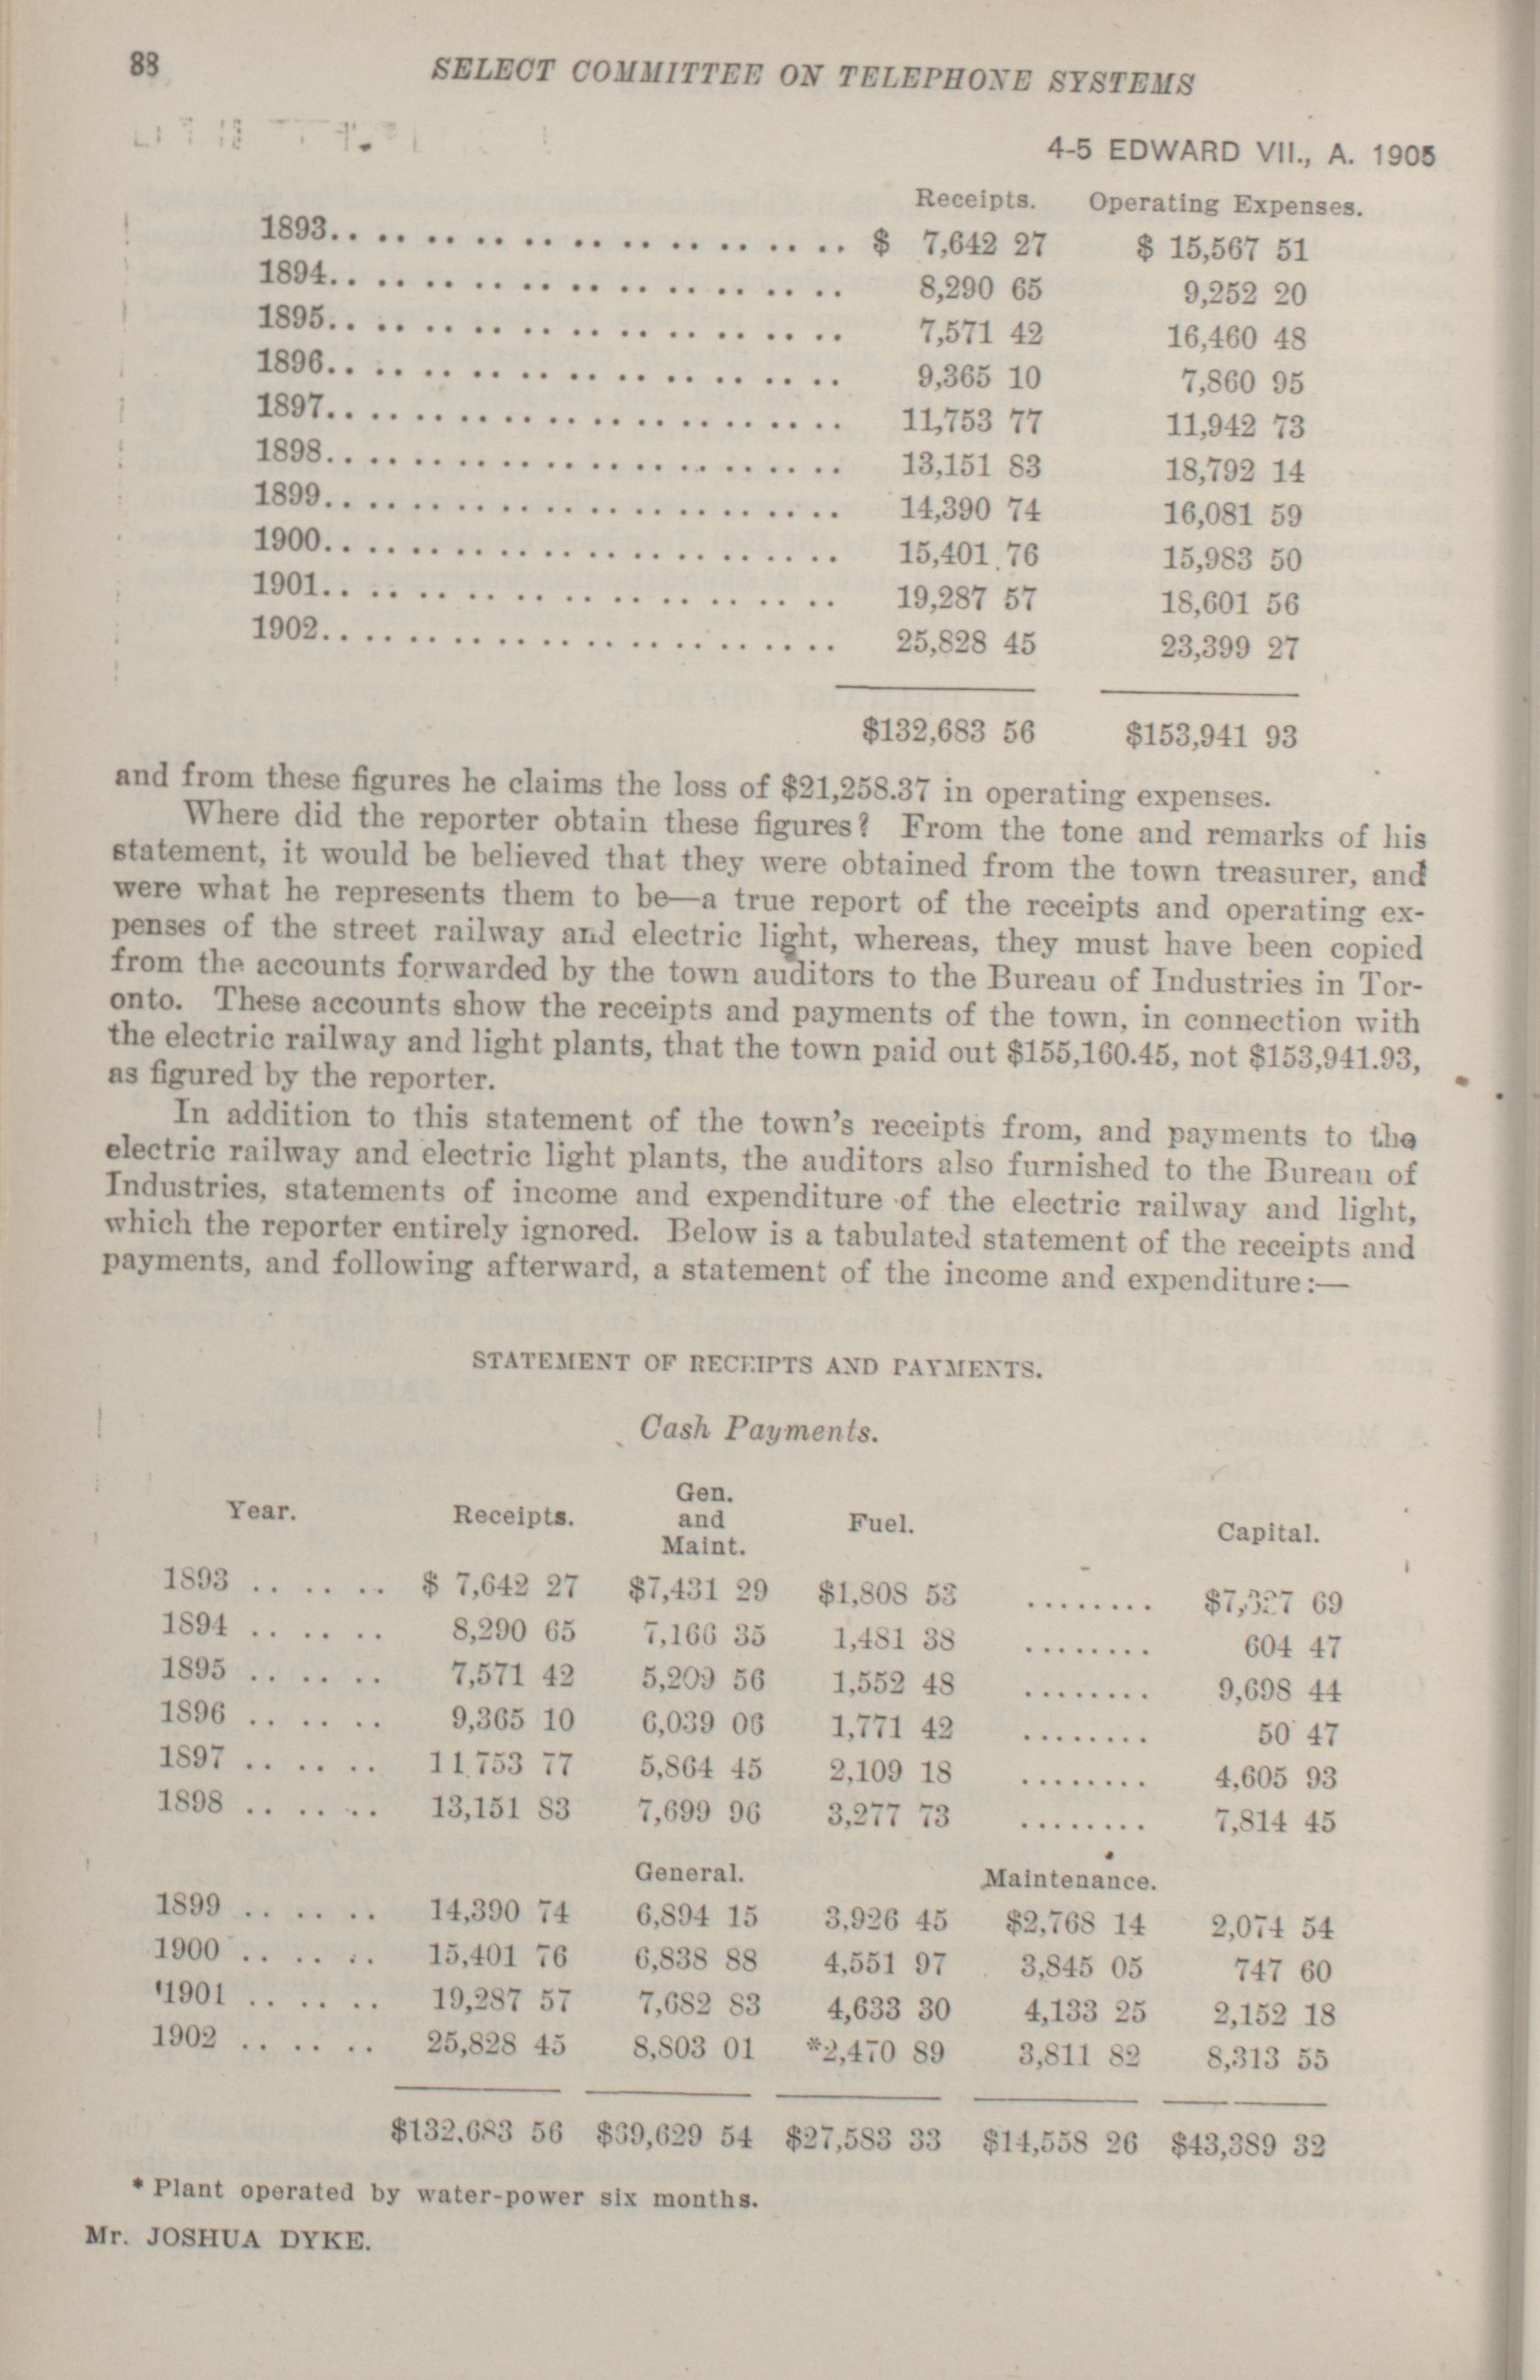 88 SELECT COMMITTEE ON TELEPHONE SYSTEMS
4-5 EDWARD VII., A. 1905
Receipts. Operating Expenses.
1893.. .. .. .. .. .. .. .. .. .. .. $ 7,642 27 $ 15,567 51
1894.. .. .. .. .. .. .. .. .. .. .. 8,290 65 9,252 20
1895.. .. .. .. .. .. .. .. .. .. .. 7,571 42 16,460 48
1896.. .. .. .. .. .. .. .. .. .. .. 9,365 10 7,860 95
1897.. .. .. .. .. .. .. .. .. .. .. 11,753 77 11,942 73
1898.. .. .. .. .. .. .. .. .. .. .. 13,151 83 18,792 14
1899.. .. .. .. .. .. .. .. .. .. .. 14,390 74 16,081 59
1900.. .. .. .. .. .. .. .. .. .. .. 15,401 76 15,983 50
1901.. .. .. .. .. .. .. .. .. .. .. 19,287 57 18,601 56
1902.. .. .. .. .. .. .. .. .. .. .. 25,828 45 23,399 27
$132,683 56 $153,941 93
and from these figures he claims the loss of $21,258.37 in operating expenses.
Where did the reporter obtain these figures? From the tone and remarks of his
statement, it would be believed that they were obtained from the town treasurer, and
were what he represents them to be—a true report of the receipts and operating ex-
penses of the street railway and electric light, whereas, they must have been copied
from the accounts forwarded by the town auditors to the Bureau of Industries in Tor-
onto. These accounts show the receipts and payments of the town, in connection with
the electric railway and light plants, that the town paid out $155,160.45, not $153,941.93,
as figured by the reporter.
In addition to this statement of the town's receipts from, and payments to the
electric railway and electric light plants, the auditors also furnished to the Bureau of
Industries, statements of income and expenditure of the electric railway and light,
which the reporter entirely ignored. Below is a tabulated statement of the receipts and
payments, and following afterward, a statement of the income and expenditure:—
STATEMENT OF RECEIPTS AND PAYMENTS.
Cash Payments.
Year. Receipts. Gen. and Maint. Fuel. Capital.
1893 .. .. .. $ 7,642 27 $7,431 29 $1,808 53 ........ $7,327 69
1894 .. .. .. 8,290 65 7,166 35 1,481 38 ........ 604 47
1895 .. .. .. 7,571 42 5,209 56 1,552 48 ........ 9,698 44
1896 .. .. .. 9,365 10 6,039 06 1,771 42 ........ 50 47
1897 .. .. .. 11 753 77 5,864 45 2,109 18 ........ 4,605 93
1898 .. .. .. 13,151 83 7,699 96 3,277 73 ........ 7,814 45
General. Maintenance.
1899 .. .. .. 14,390 74 6,894 15 3,926 45 $2,768 14 2,074 54
1900 .. .. .. 15,401 76 6,838 88 4,551 97 3,845 05 747 60
1901 .. .. .. 19,287 57 7,682 83 4,633 30 4,133 25 2,152 18
1902 .. .. .. 25,828 45 8,803 01 *2,470 89 3,811 82 8,313 55
$132,683 56 $69,629 54 $27,583 33 $14,558 26 $43,389 32
* Plant operated by water-power six months.
Mr. JOSHUA DYKE.